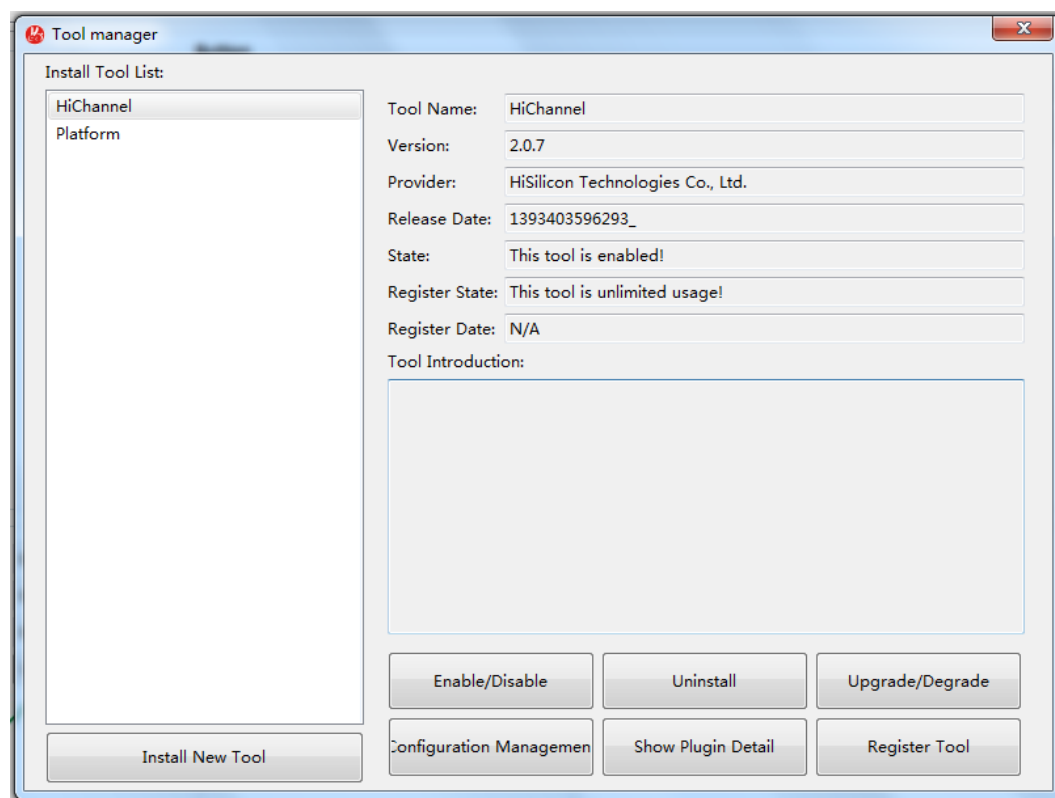 Tool manager
Install Tool List:
HiChannel
Platform
Tool Name: HiChannel
Version: 2.0.7
Provider: HiSilicon Technologies Co., Ltd.
Release Date: 1393403596293_
State: This tool is enabled!
Register State: This tool is unlimited usage!
Register Date: N/A
Tool Introduction:
Enable/Disable
Uninstall
Upgrade/Degrade
Configuration Managemen
Show Plugin Detail
Register Tool
Install New Tool